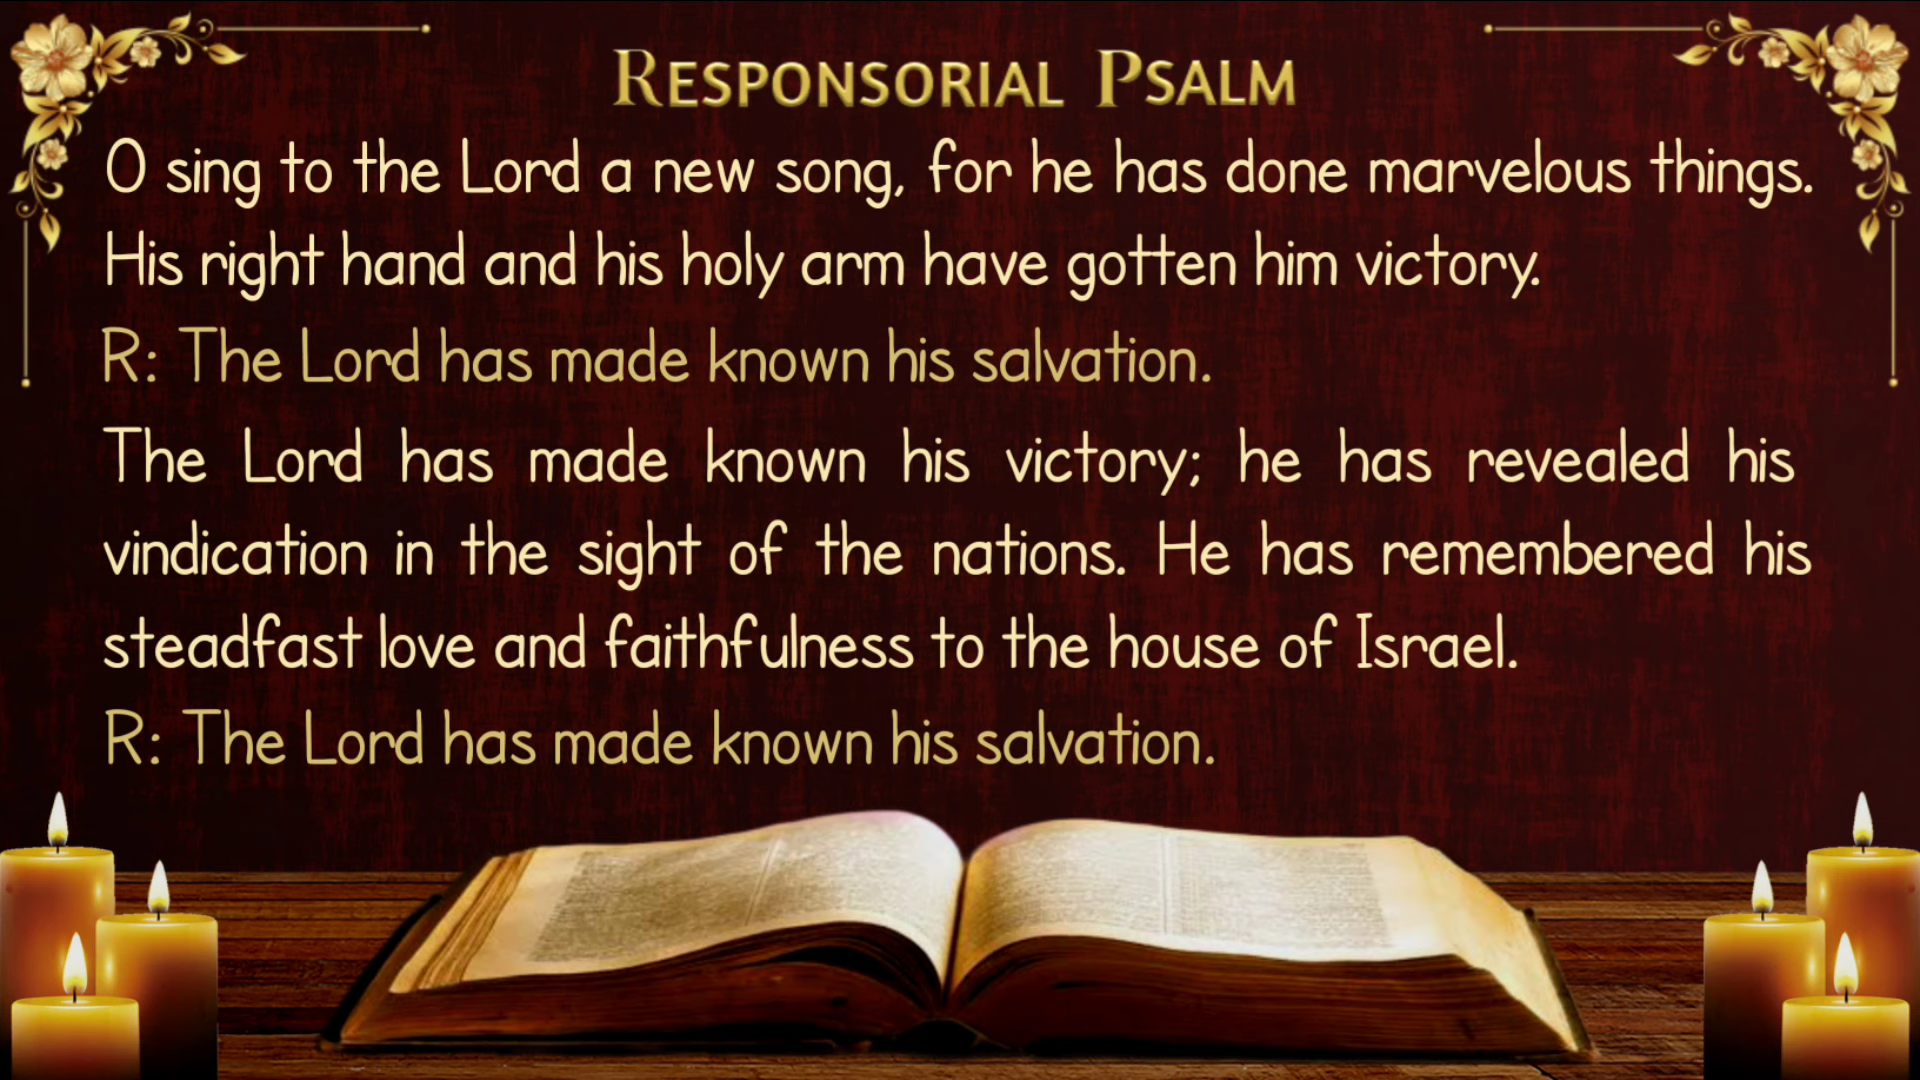 RESPONSORIAL PSALM
O sing to the Lord a new song, for he has done marvelous things.
His right hand and his holy arm have gotten him victory.
R: The Lord has made known his salvation.
The Lord has made known his victory; he has revealed his
vindication in the sight of the nations. He has remembered his
steadfast love and faithfulness to the house of Israel.
R: The Lord has made known his salvation.